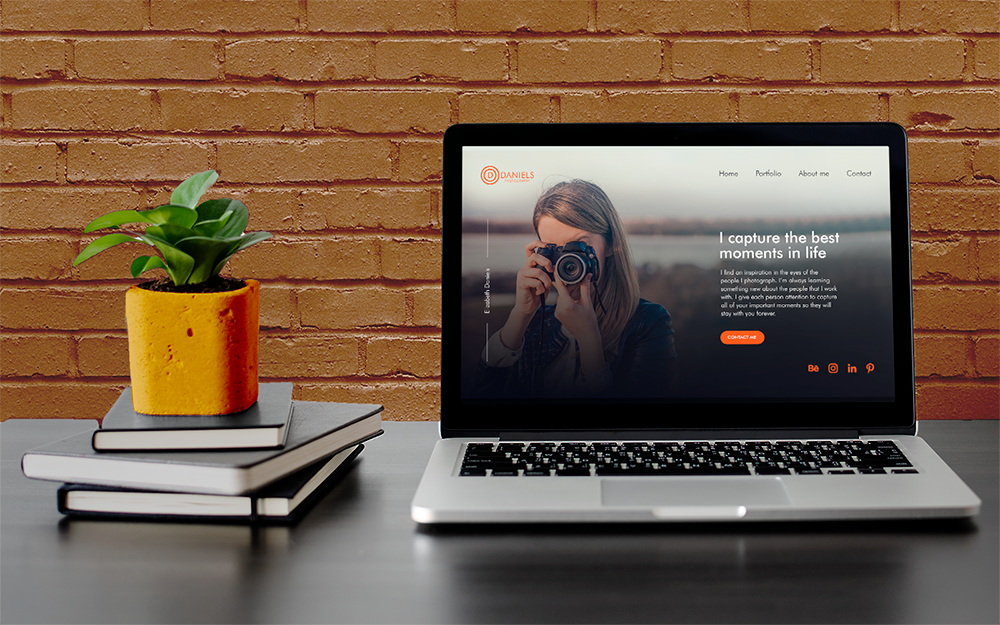 D DANIELS
PHOTOGRAPHY
Home Portfolio About me Contact
I capture the best
moments in life
Elizabeth Daniels
I find an inspiration in the eyes of the
people I photograph. I'm always learning
something new about the people that I work
with. I give each person attention to capture
all of your important moments so they will
stay with you forever.
CONTACT ME
Bē
in